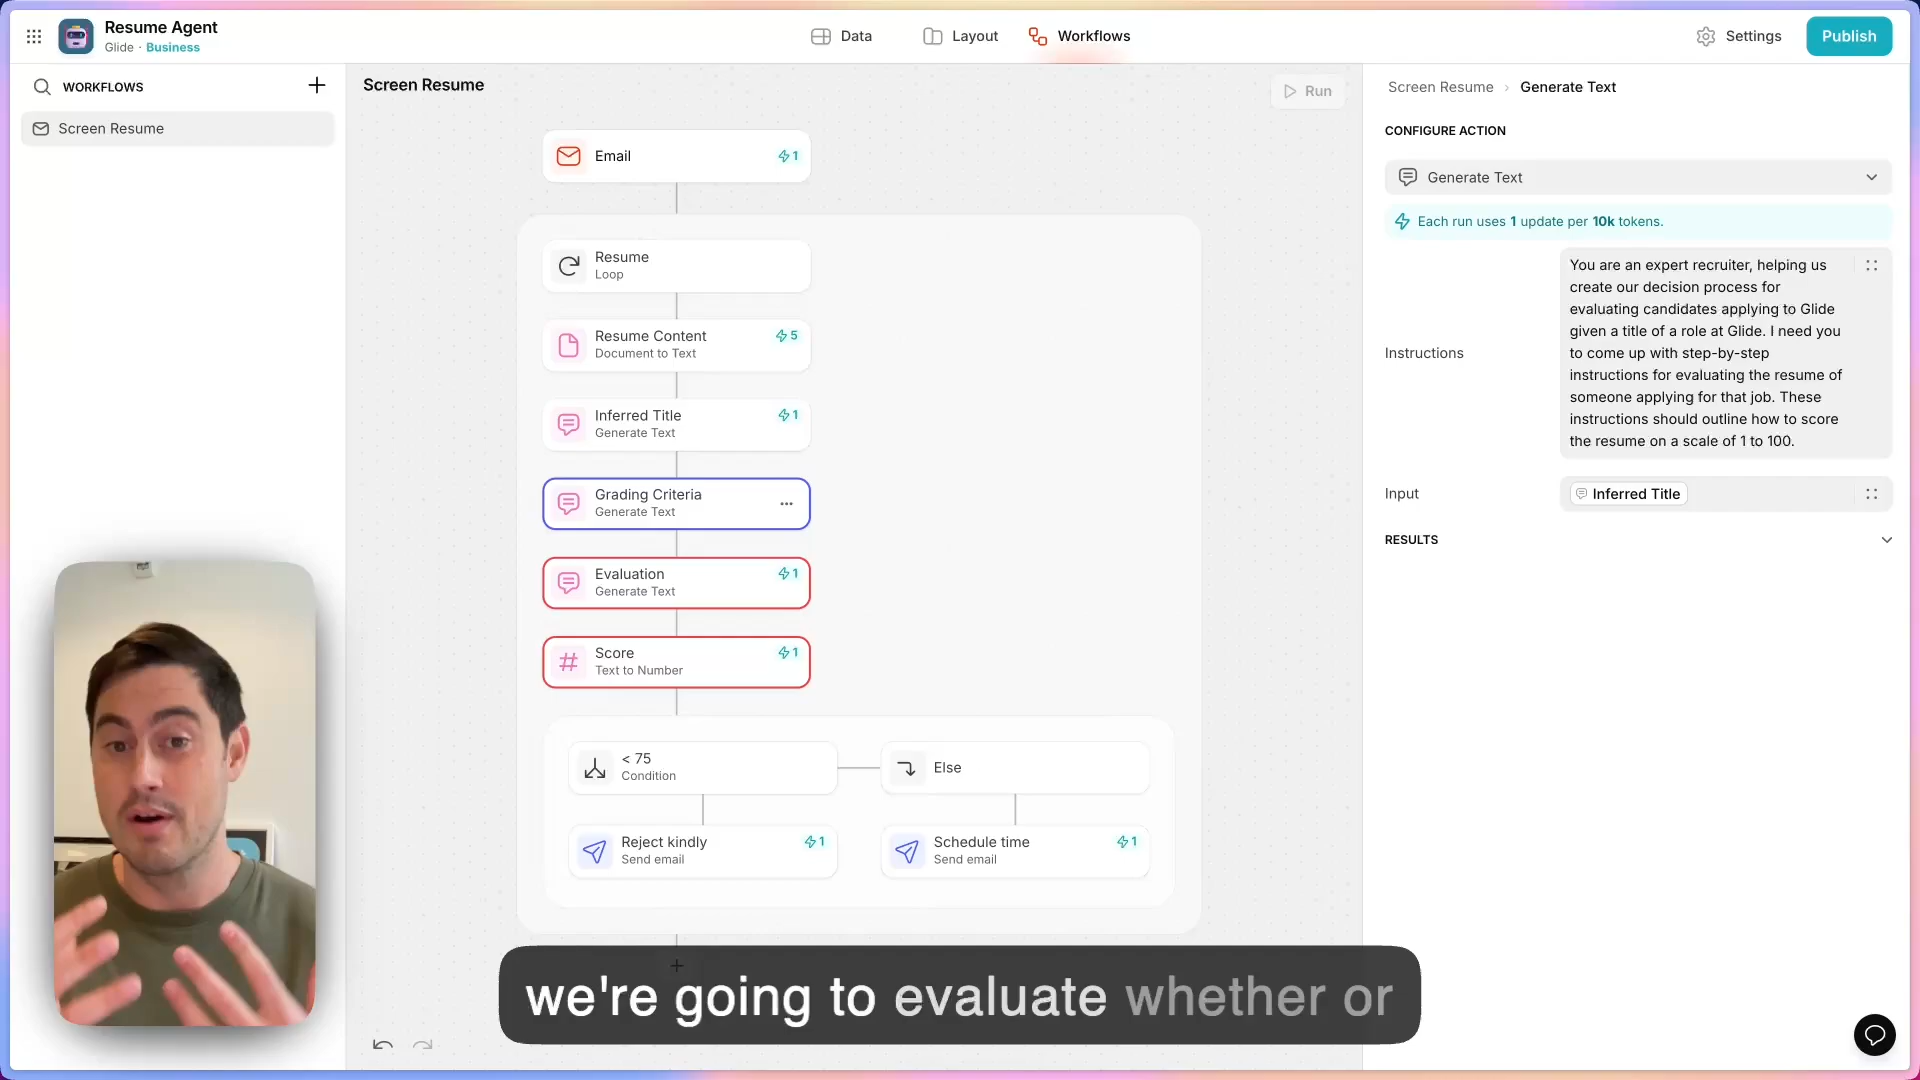 Resume Agent
Glide · Business
Data
Layout
Workflows
Settings
Publish
WORKFLOWS
Screen Resume
Screen Resume
Run
Email
1
Resume
Loop
Resume Content
Document to Text
5
Inferred Title
Generate Text
1
Grading Criteria
Generate Text
Evaluation
Generate Text
1
Score
Text to Number
1
< 75
Condition
Else
Reject kindly
Send email
1
Schedule time
Send email
1
Screen Resume › Generate Text
CONFIGURE ACTION
Generate Text
Each run uses 1 update per 10k tokens.
Instructions
You are an expert recruiter, helping us
create our decision process for
evaluating candidates applying to Glide
given a title of a role at Glide. I need you
to come up with step-by-step
instructions for evaluating the resume of
someone applying for that job. These
instructions should outline how to score
the resume on a scale of 1 to 100.
Input
Inferred Title
RESULTS
we're going to evaluate whether or